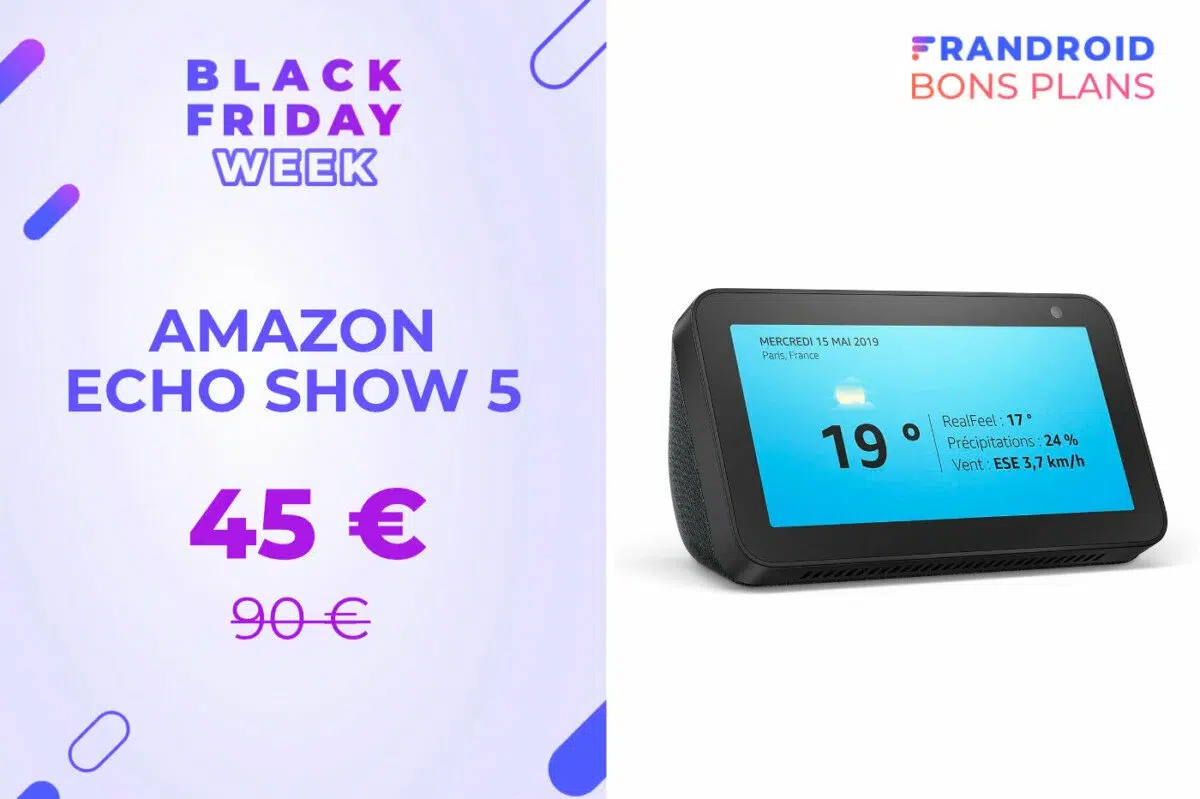 BLACK
FRIDAY
WEEK
AMAZON
ECHO SHOW 5
45 €
90 €
FRANDROID
BONS PLANS
MERCREDI 15 MAI 2019
Paris, France
19 °
RealFeel : 17 °
Précipitations : 24 %
Vent : ESE 3,7 km/h